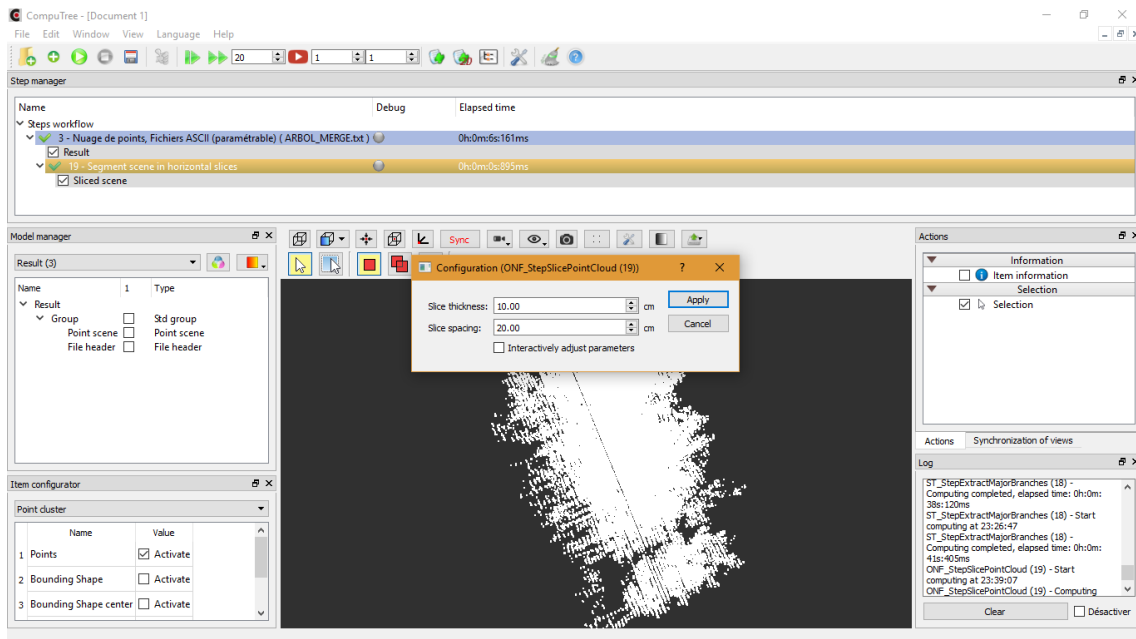 CompuTree - [Document 1]
File Edit Window View Language Help
20 1 1
Step manager
Name Debug Elapsed time
Steps workflow
3 - Nuage de points, Fichiers ASCII (paramétrable) ( ARBOL_MERGE.txt ) 0h:0m:6s:161ms
Result
19 - Segment scene in horizontal slices 0h:0m:0s:895ms
Sliced scene
Model manager
Result (3)
Name 1 Type
Result
Group Std group
Point scene Point scene
File header File header
Item configurator
Point cluster
Name Value
1 Points Activate
2 Bounding Shape Activate
3 Bounding Shape center Activate
Sync
Configuration (ONF_StepSlicePointCloud (19)) ?
Slice thickness: 10.00 cm Apply
Slice spacing: 20.00 cm Cancel
Interactively adjust parameters
Actions
Information
Item information
Selection
Selection
Actions Synchronization of views
Log
ST_StepExtractMajorBranches (18) -
Computing completed, elapsed time: 0h:0m:
38s:120ms
ST_StepExtractMajorBranches (18) - Start
computing at 23:26:47
ST_StepExtractMajorBranches (18) -
Computing completed, elapsed time: 0h:0m:
41s:405ms
ONF_StepSlicePointCloud (19) - Start
computing at 23:39:07
ONF_StepSlicePointCloud (19) - Computing
Clear Désactiver